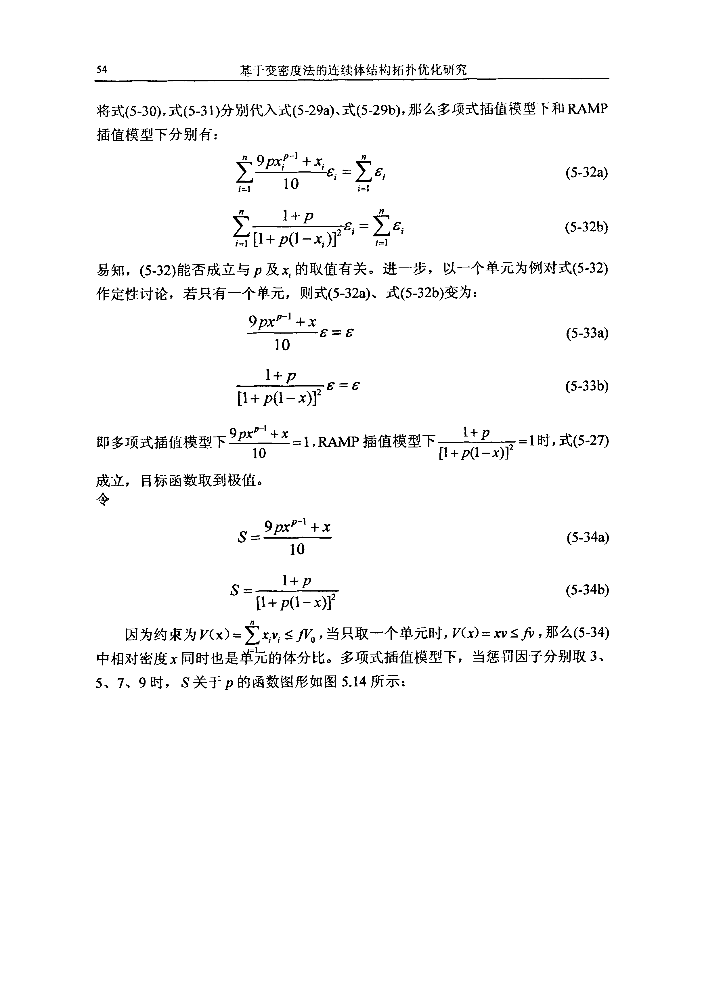 54 基于变密度法的连续体结构拓扑优化研究
将式(5-30),式(5-31)分别代入式(5-29a)、式(5-29b),那么多项式插值模型下和RAMP
插值模型下分别有：
$\sum_{i=1}^{n}\frac{9px_i^{p-1}+x_i}{10}\varepsilon_i=\sum_{i=1}^{n}\varepsilon_i$ (5-32a)
$\sum_{i=1}^{n}\frac{1+p}{[1+p(1-x_i)]^2}\varepsilon_i=\sum_{i=1}^{n}\varepsilon_i$ (5-32b)
易知，(5-32)能否成立与 $p$ 及 $x_i$ 的取值有关。进一步，以一个单元为例对式(5-32)
作定性讨论，若只有一个单元，则式(5-32a)、式(5-32b)变为：
$\frac{9px^{p-1}+x}{10}\varepsilon=\varepsilon$ (5-33a)
$\frac{1+p}{[1+p(1-x)]^2}\varepsilon=\varepsilon$ (5-33b)
即多项式插值模型下$\frac{9px^{p-1}+x}{10}=1$,RAMP 插值模型下$\frac{1+p}{[1+p(1-x)]^2}=1$时,式(5-27)
成立，目标函数取到极值。
令
$S=\frac{9px^{p-1}+x}{10}$ (5-34a)
$S=\frac{1+p}{[1+p(1-x)]^2}$ (5-34b)
因为约束为$V(\mathrm{x})=\sum_{i=1}^{n}x_iv_i\leq fV_0$,当只取一个单元时,$V(x)=xv\leq fv$,那么(5-34)
中相对密度 $x$ 同时也是单元的体分比。多项式插值模型下，当惩罚因子分别取 3、
5、7、9 时，$S$ 关于 $p$ 的函数图形如图 5.14 所示：